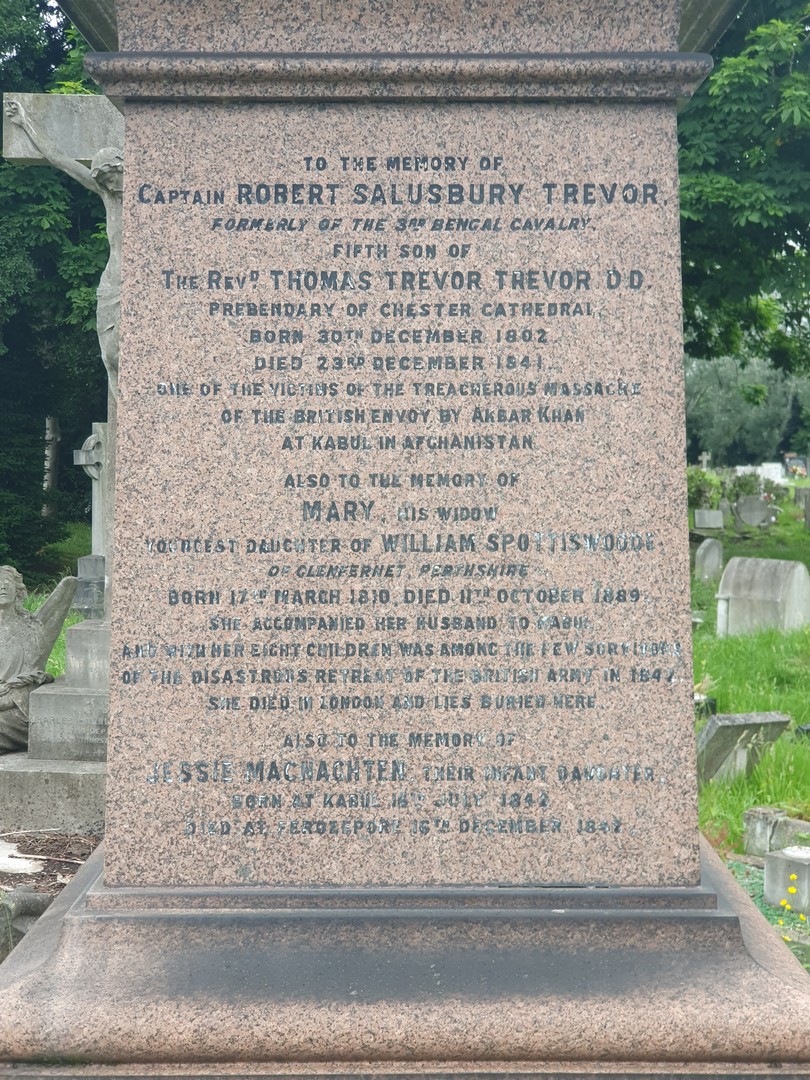 TO THE MEMORY OF
CAPTAIN ROBERT SALUSBURY TREVOR.
FORMERLY OF THE 3RD BENGAL CAVALRY.
FIFTH SON OF
THE REVD THOMAS TREVOR TREVOR D.D.
PREBENDARY OF CHESTER CATHEDRAL.
BORN 30TH DECEMBER 1802.
DIED 23RD DECEMBER 1841.
ONE OF THE VICTIMS OF THE TREACHEROUS MASSACRE
OF THE BRITISH ENVOY BY AKBAR KHAN
AT KABUL IN AFGHANISTAN
ALSO TO THE MEMORY OF
MARY, HIS WIDOW
YOUNGEST DAUGHTER OF WILLIAM SPOTTISWOODE.
OF GLENFERNET, PERTHSHIRE
BORN 17TH MARCH 1810, DIED 11TH OCTOBER 1889.
SHE ACCOMPANIED HER HUSBAND TO KABUL
AND WITH HER EIGHT CHILDREN WAS AMONG THE FEW SURVIVORS
OF THE DISASTROUS RETREAT OF THE BRITISH ARMY IN 1842.
SHE DIED IN LONDON AND LIES BURIED HERE.
ALSO TO THE MEMORY OF
JESSIE MACNACHTEN, THEIR INFANT DAUGHTER,
BORN AT KABUL 14TH JULY 1842
DIED AT FEROZEPORE 16TH DECEMBER 1842